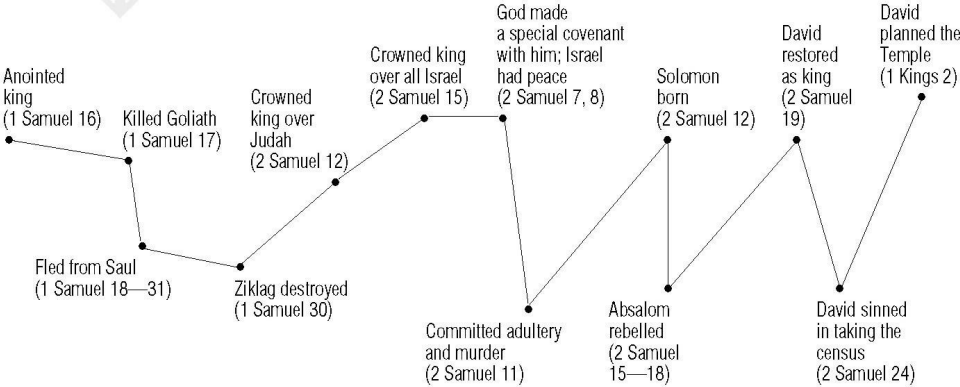 Anointed
king
(1 Samuel 16)
Killed Goliath
(1 Samuel 17)
Fled from Saul
(1 Samuel 18—31)
Ziklag destroyed
(1 Samuel 30)
Crowned
king over
Judah
(2 Samuel 12)
Crowned king
over all Israel
(2 Samuel 15)
God made
a special covenant
with him; Israel
had peace
(2 Samuel 7, 8)
Committed adultery
and murder
(2 Samuel 11)
Solomon
born
(2 Samuel 12)
Absalom
rebelled
(2 Samuel
15—18)
David
restored
as king
(2 Samuel
19)
David sinned
in taking the
census
(2 Samuel 24)
David
planned the
Temple
(1 Kings 2)